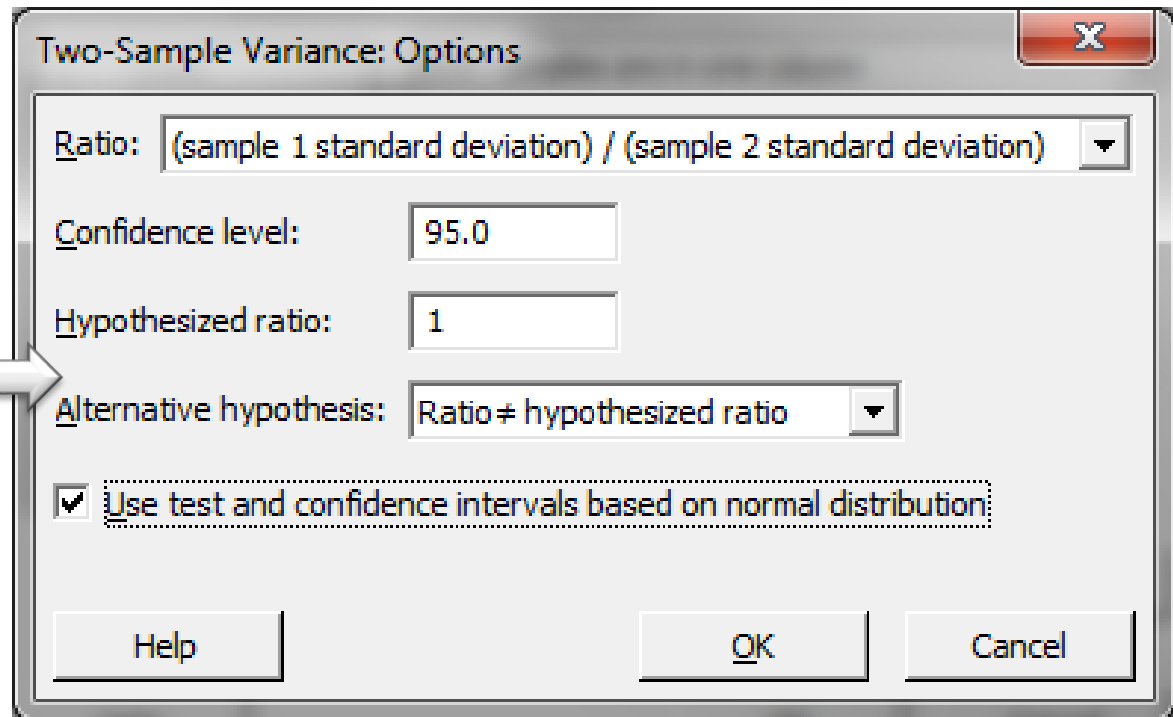 Two-Sample Variance: Options
Ratio: (sample 1 standard deviation) / (sample 2 standard deviation)
Confidence level: 95.0
Hypothesized ratio: 1
Alternative hypothesis: Ratio ≠ hypothesized ratio
Use test and confidence intervals based on normal distribution
Help OK Cancel